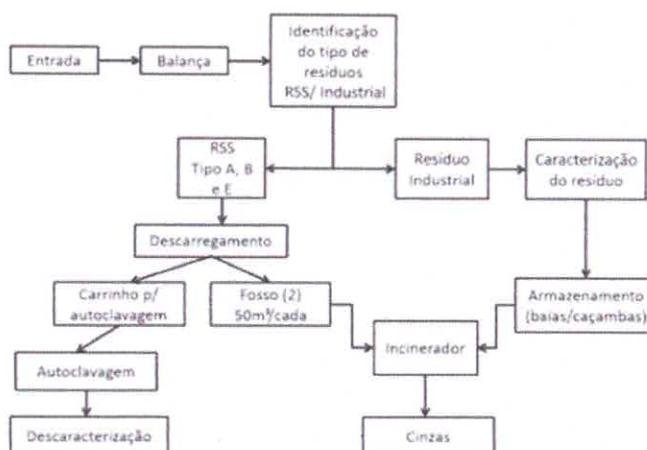 Entrada
Balança
Identificação
do tipo de
resíduos
RSS/ Industrial
RSS
Tipo A, B
e E
Resíduo
Industrial
Caracterização
do resíduo
Descarregamento
Carrinho p/
autoclavagem
Fosso (2)
50m³/cada
Armazenamento
(baias/caçambas)
Incinerador
Autoclavagem
Descaracterização
Cinzas